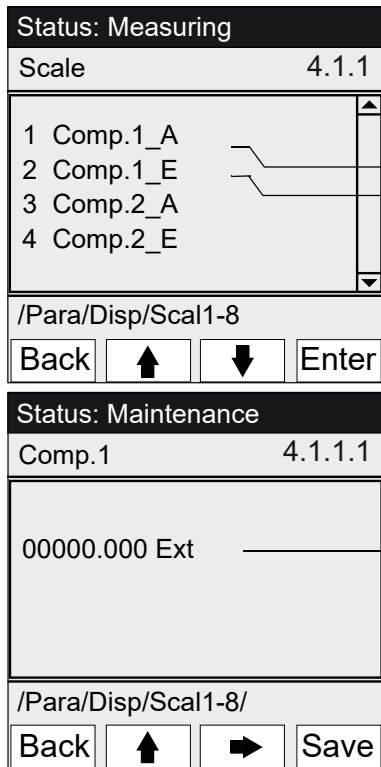 Status: Measuring
Scale 4.1.1
1 Comp.1_A
2 Comp.1_E
3 Comp.2_A
4 Comp.2_E
/Para/Disp/Scal1-8
Back Enter
Status: Maintenance
Comp.1 4.1.1.1
00000.000 Ext
/Para/Disp/Scal1-8/
Back Save